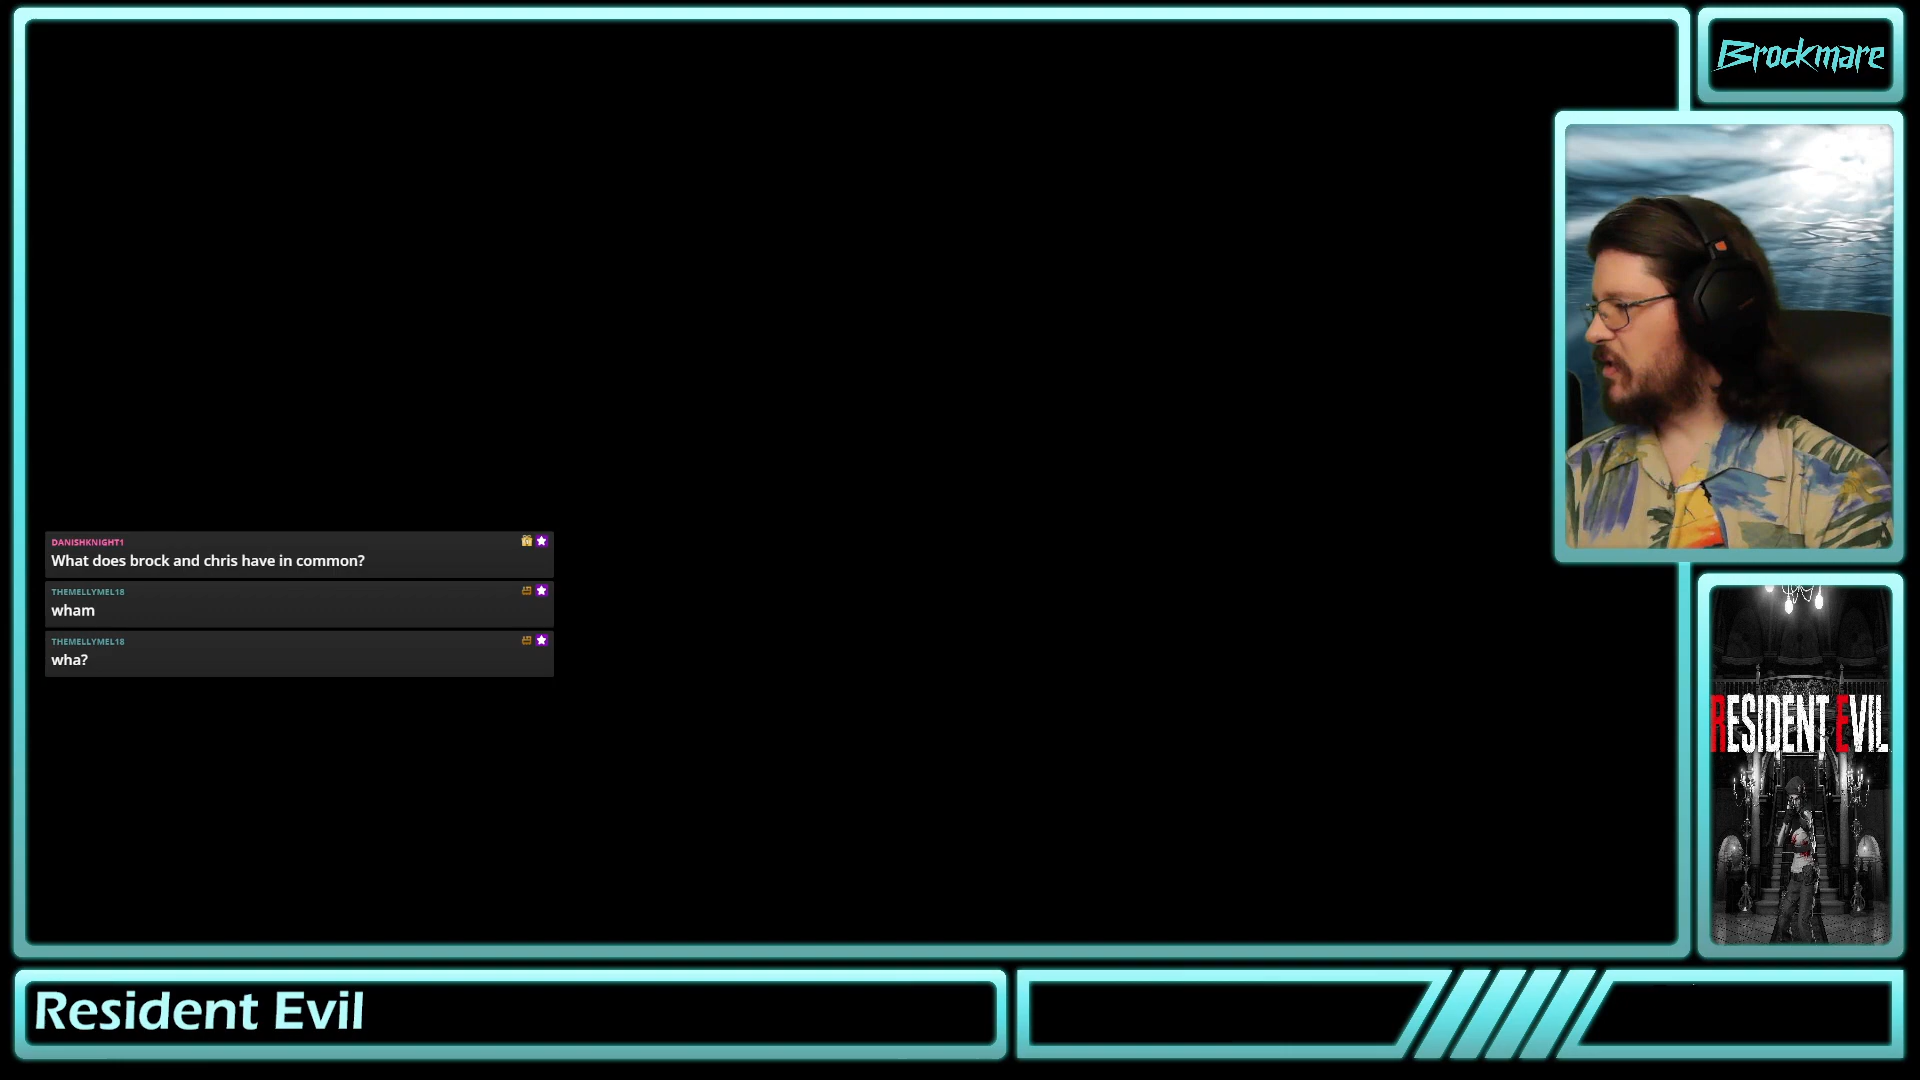 Brockmare
DANISHKNIGHT1
What does brock and chris have in common?
THEMELLYMEL18
wham
THEMELLYMEL18
wha?
RESIDENT EVIL
Resident Evil